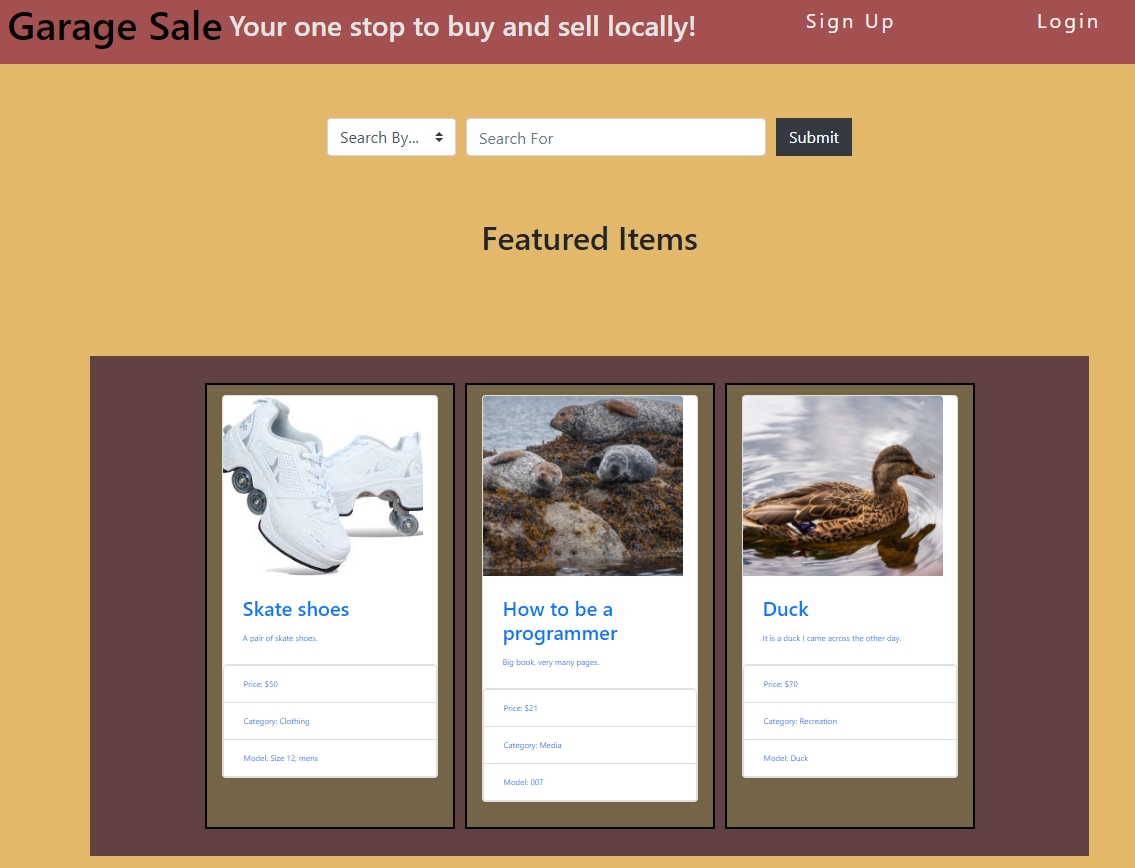 Garage Sale Your one stop to buy and sell locally! Sign Up Login
Search By... Search For Submit
Featured Items
Skate shoes
A pair of skate shoes.
Price: $50
Category: Clothing
Model: Size 12, mens
How to be a
programmer
Big book, very many pages.
Price: $21
Category: Media
Model: 007
Duck
It is a duck I came across the other day.
Price: $70
Category: Recreation
Model: Duck